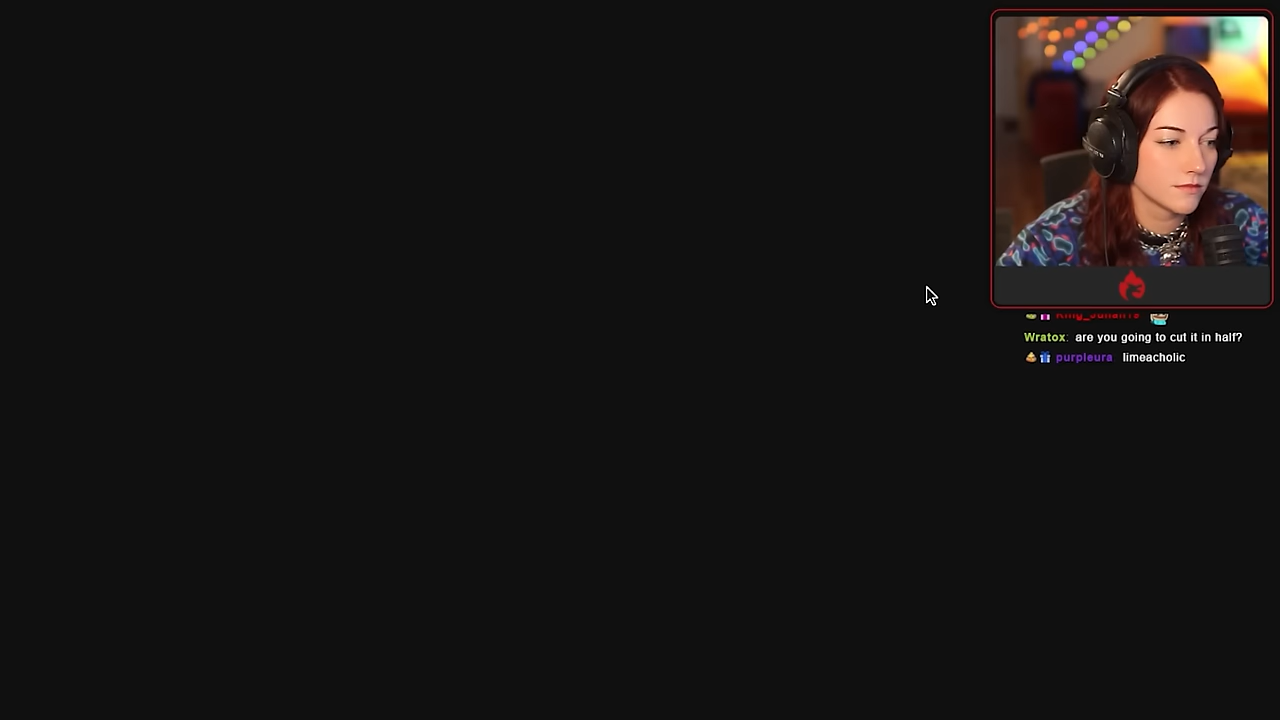 Wratox: are you going to cut it in half?
purpleura limeacholic